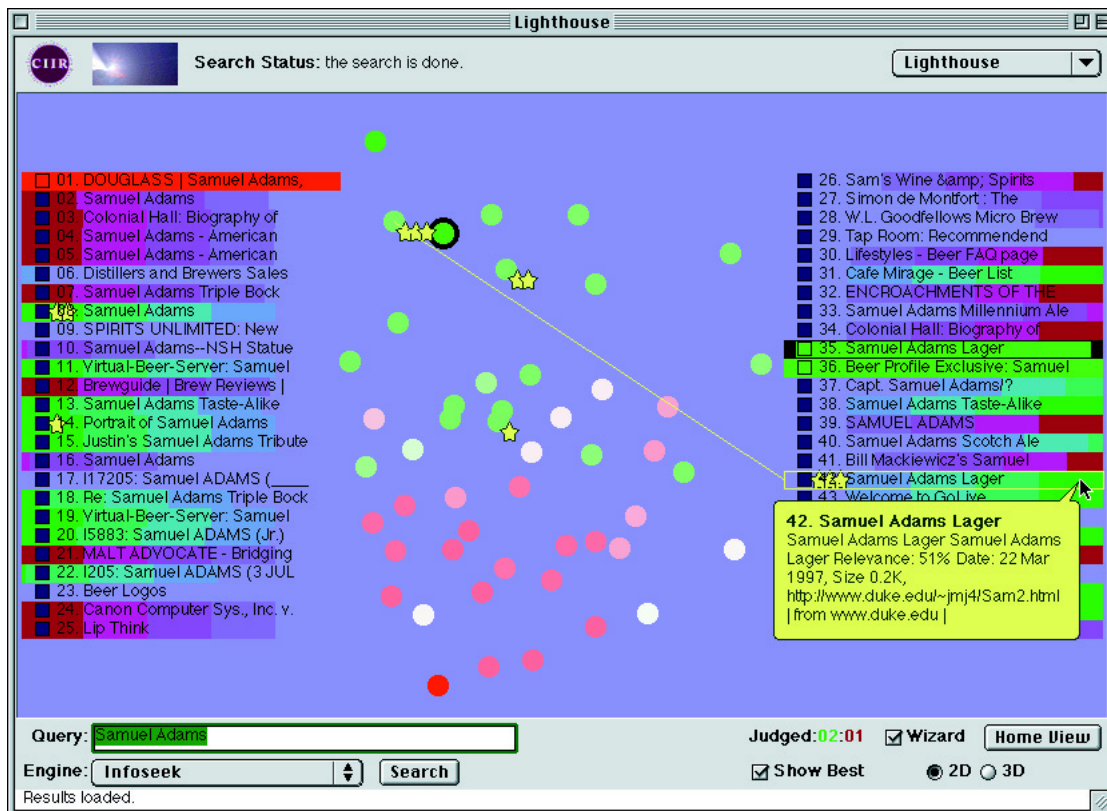 Lighthouse
CIIR
Search Status: the search is done.
Lighthouse
01. DOUGLASS | Samuel Adams,
02. Samuel Adams
03. Colonial Hall: Biography of
04. Samuel Adams - American
05. Samuel Adams - American
06. Distillers and Brewers Sales
07. Samuel Adams Triple Bock
08. Samuel Adams
09. SPIRITS UNLIMITED: New
10. Samuel Adams--NSH Statue
11. Virtual-Beer-Server: Samuel
12. Brewguide | Brew Reviews |
13. Samuel Adams Taste-Alike
14. Portrait of Samuel Adams
15. Justin's Samuel Adams Tribute
16. Samuel Adams
17. I17205: Samuel ADAMS (____
18. Re: Samuel Adams Triple Bock
19. Virtual-Beer-Server: Samuel
20. I5883: Samuel ADAMS (Jr.)
21. MALT ADVOCATE - Bridging
22. I205: Samuel ADAMS (3 JUL
23. Beer Logos
24. Canon Computer Sys., Inc. v.
25. Lip Think
26. Sam's Wine &amp; Spirits
27. Simon de Montfort : The
28. W.L. Goodfellows Micro Brew
29. Tap Room: Recommendend
30. Lifestyles - Beer FAQ page
31. Cafe Mirage - Beer List
32. ENCROACHMENTS OF THE
33. Samuel Adams Millennium Ale
34. Colonial Hall: Biography of
35. Samuel Adams Lager
36. Beer Profile Exclusive: Samuel
37. Capt. Samuel Adams/?
38. Samuel Adams Taste-Alike
39. SAMUEL ADAMS
40. Samuel Adams Scotch Ale
41. Bill Mackiewicz's Samuel
42. Samuel Adams Lager
43. Welcome to GoLive
42. Samuel Adams Lager
Samuel Adams Lager Samuel Adams
Lager Relevance: 51% Date: 22 Mar
1997, Size 0.2K,
http://www.duke.edu/~jmj4/Sam2.html
| from www.duke.edu |
Query: Samuel Adams
Judged:02:01 Wizard Home View
Engine: Infoseek Search Show Best 2D 3D
Results loaded.